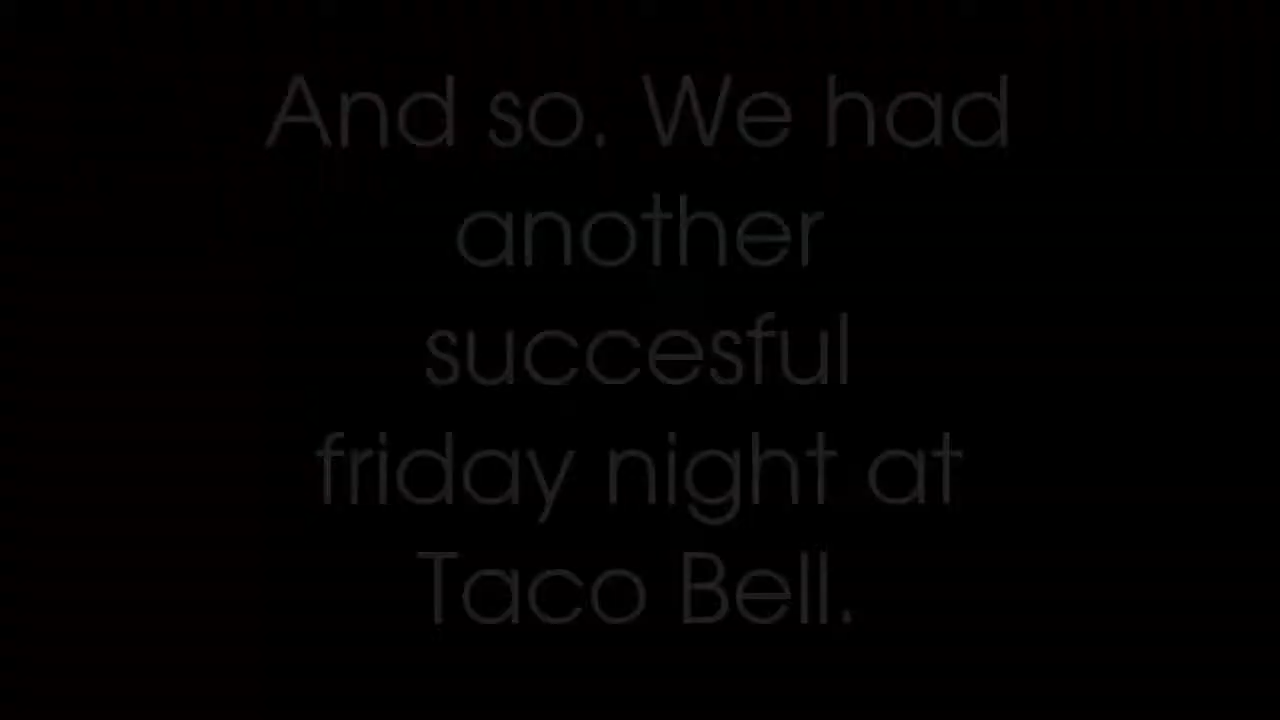 And so. We had
another
succesful
friday night at
Taco Bell.